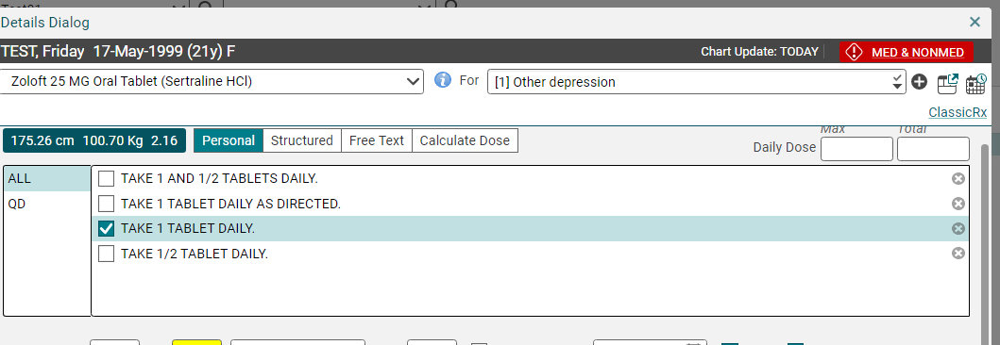 Details Dialog
TEST, Friday 17-May-1999 (21y) F Chart Update: TODAY MED & NONMED
Zoloft 25 MG Oral Tablet (Sertraline HCl) For [1] Other depression
ClassicRx
175.26 cm 100.70 Kg 2.16 Personal Structured Free Text Calculate Dose Max Total
Daily Dose
ALL TAKE 1 AND 1/2 TABLETS DAILY.
QD TAKE 1 TABLET DAILY AS DIRECTED.
TAKE 1 TABLET DAILY.
TAKE 1/2 TABLET DAILY.